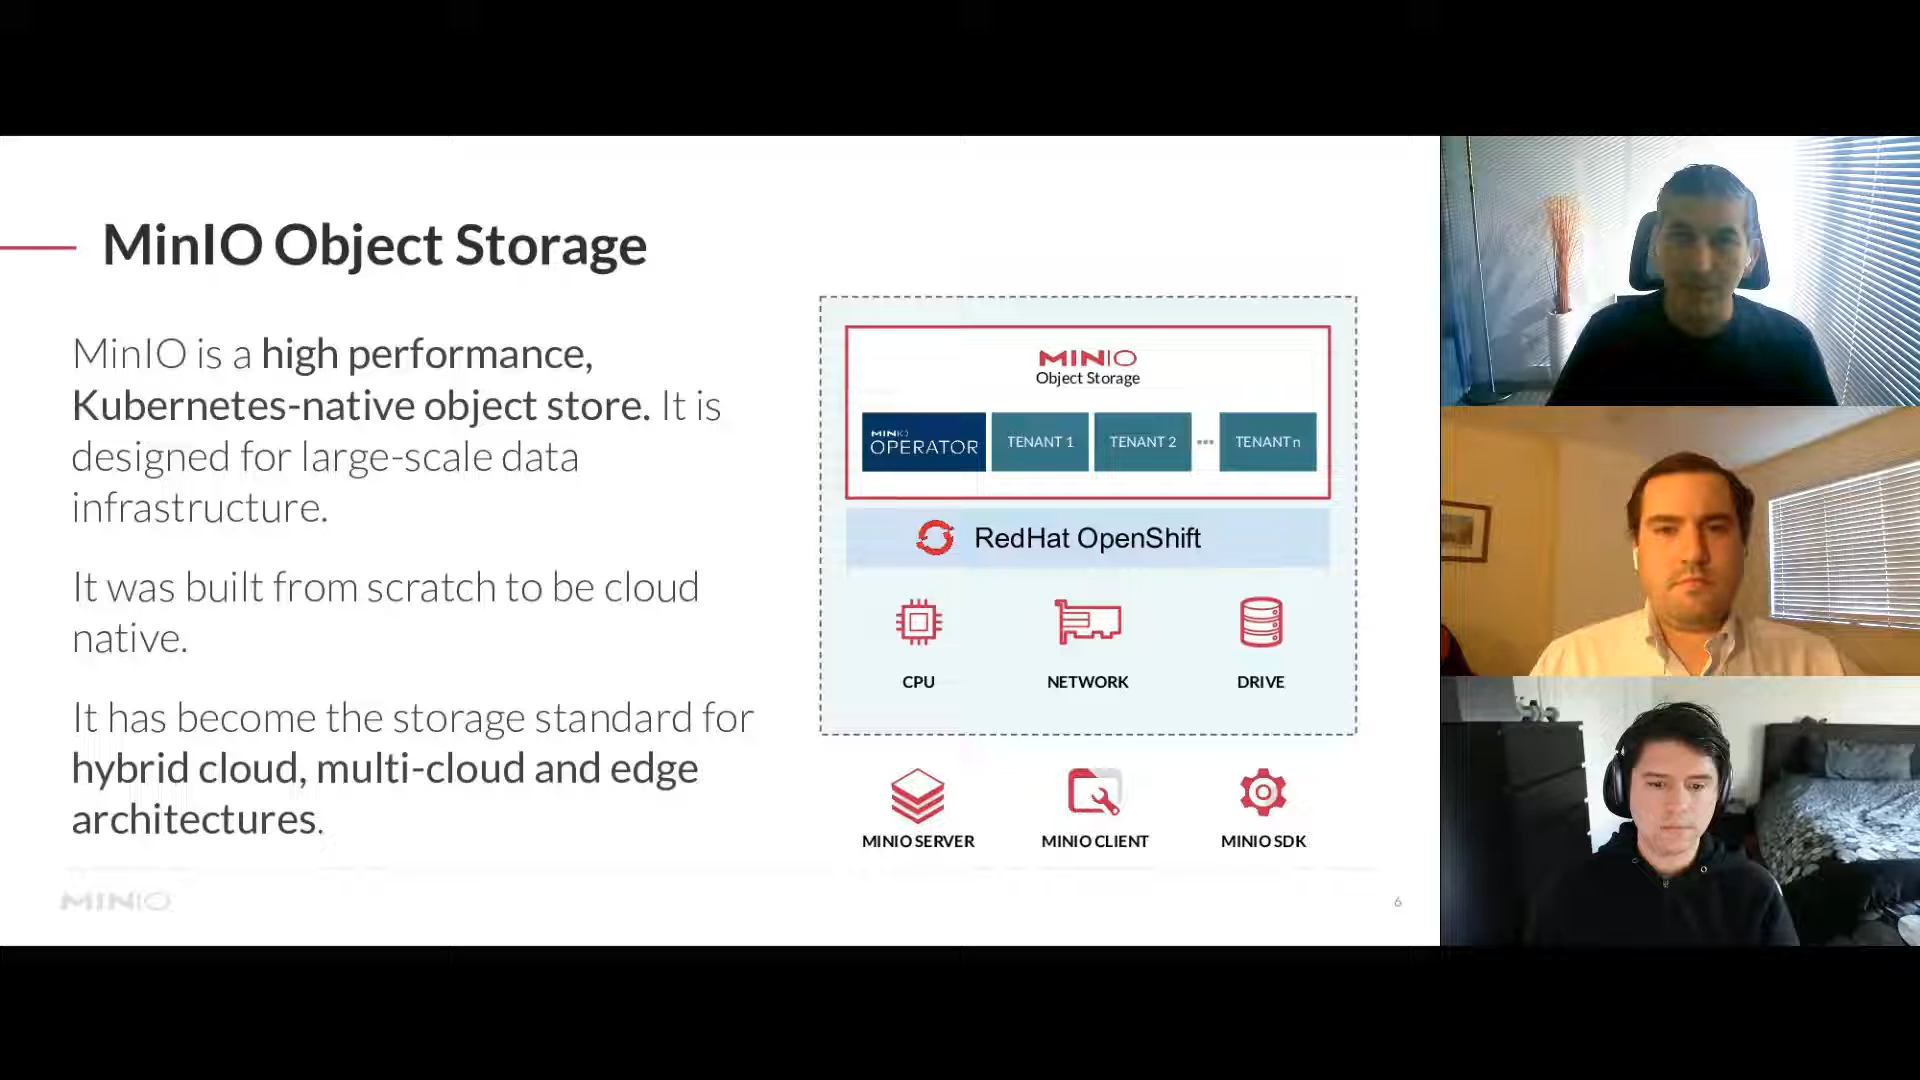 MinIO Object Storage
MinIO is a high performance,
Kubernetes-native object store. It is
designed for large-scale data
infrastructure.
It was built from scratch to be cloud
native.
It has become the storage standard for
hybrid cloud, multi-cloud and edge
architectures.
MINIO
Object Storage
MINIO
OPERATOR
TENANT 1
TENANT 2
TENANT n
RedHat OpenShift
CPU
NETWORK
DRIVE
MINIO SERVER
MINIO CLIENT
MINIO SDK
MINIO
6